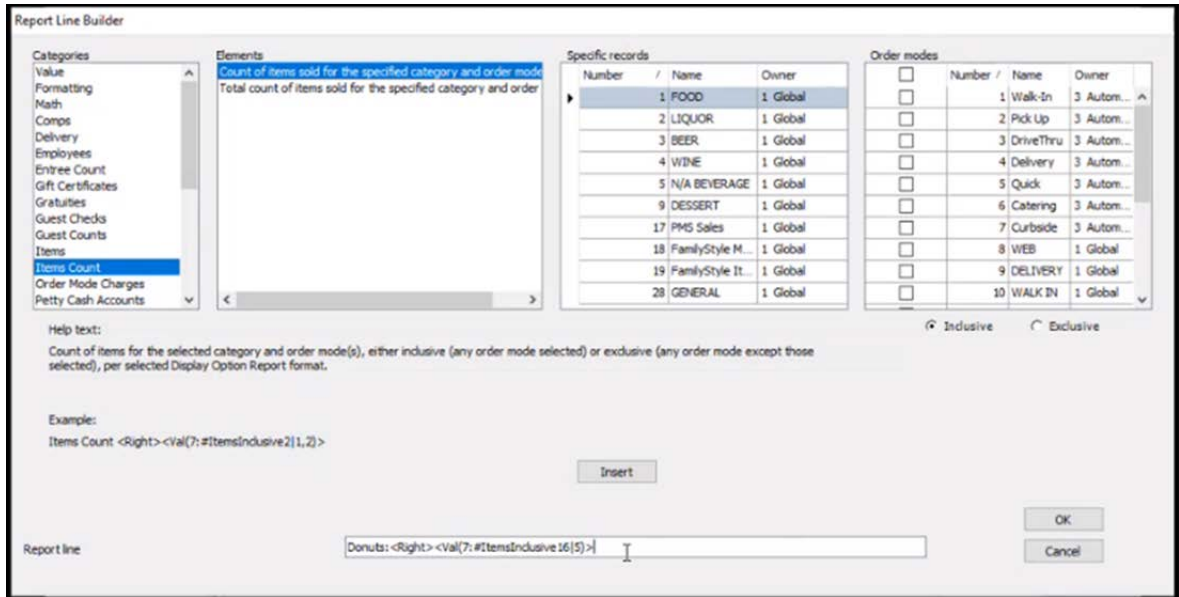 Report Line Builder
Categories
Value
Formatting
Math
Comps
Delivery
Employees
Entree Count
Gift Certificates
Gratuities
Guest Checks
Guest Counts
Items
Items Count
Order Mode Charges
Petty Cash Accounts
Elements
Count of items sold for the specified category and order mode
Total count of items sold for the specified category and order
Specific records
Number / Name Owner
1 FOOD 1 Global
2 LIQUOR 1 Global
3 BEER 1 Global
4 WINE 1 Global
5 N/A BEVERAGE 1 Global
9 DESSERT 1 Global
17 PMS Sales 1 Global
18 FamilyStyle M... 1 Global
19 FamilyStyle It... 1 Global
28 GENERAL 1 Global
Order modes
Number / Name Owner
1 Walk-In 3 Autom...
2 Pick Up 3 Autom...
3 DriveThru 3 Autom...
4 Delivery 3 Autom...
5 Quick 3 Autom...
6 Catering 3 Autom...
7 Curbside 3 Autom...
8 WEB 1 Global
9 DELIVERY 1 Global
10 WALK IN 1 Global
Inclusive Exclusive
Help text:
Count of items for the selected category and order mode(s), either inclusive (any order mode selected) or exclusive (any order mode except those
selected), per selected Display Option Report format.
Example:
Items Count <Right><Val(7:#ItemsInclusive2|1,2)>
Insert
OK
Report line
Donuts:<Right><Val(7:#ItemsInclusive16|5)>
Cancel